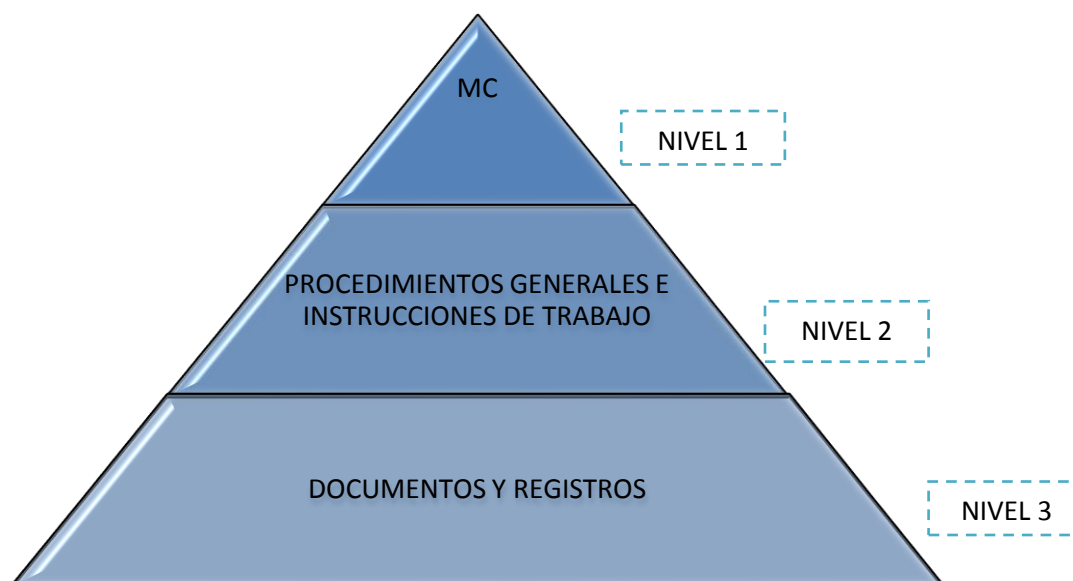 MC
NIVEL 1
PROCEDIMIENTOS GENERALES E
INSTRUCCIONES DE TRABAJO
NIVEL 2
DOCUMENTOS Y REGISTROS
NIVEL 3